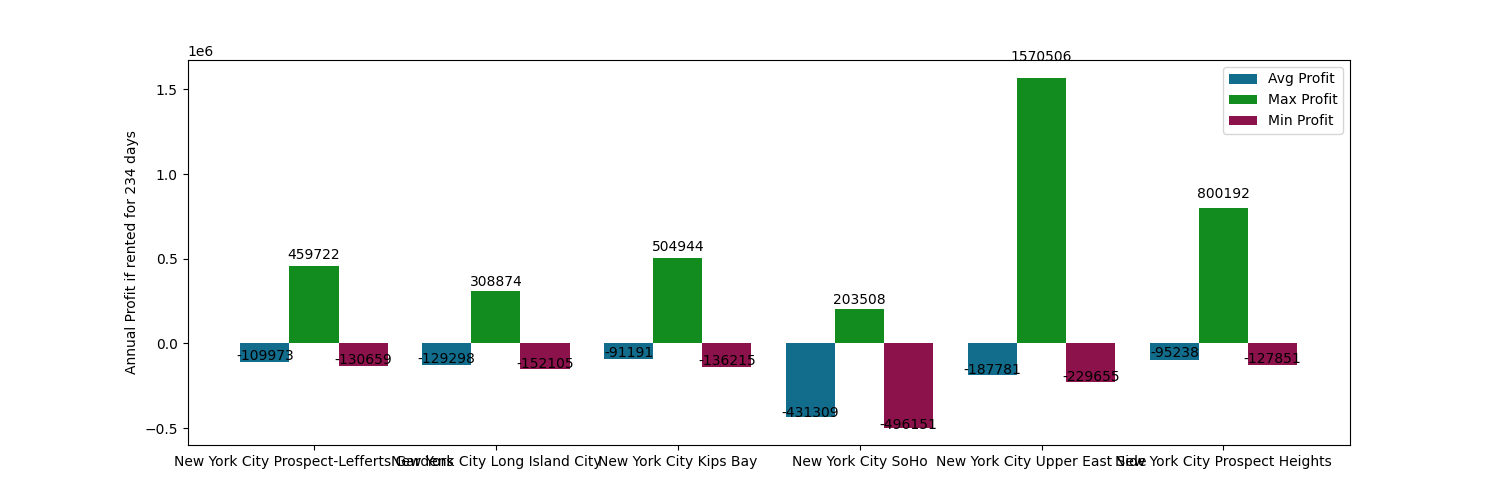 1e6
1570506
Avg Profit
Max Profit
Min Profit
1.5
1.0
0.5
0.0
−0.5
Annual Profit if rented for 234 days
459722
308874
504944
203508
800192
-109973
-130659
-129298
-152105
-91191
-136215
-431309
-496151
-187781
-229655
-95238
-127851
New York City Prospect-Lefferts Gardens
New York City Long Island City
New York City Kips Bay
New York City SoHo
New York City Upper East Side
New York City Prospect Heights